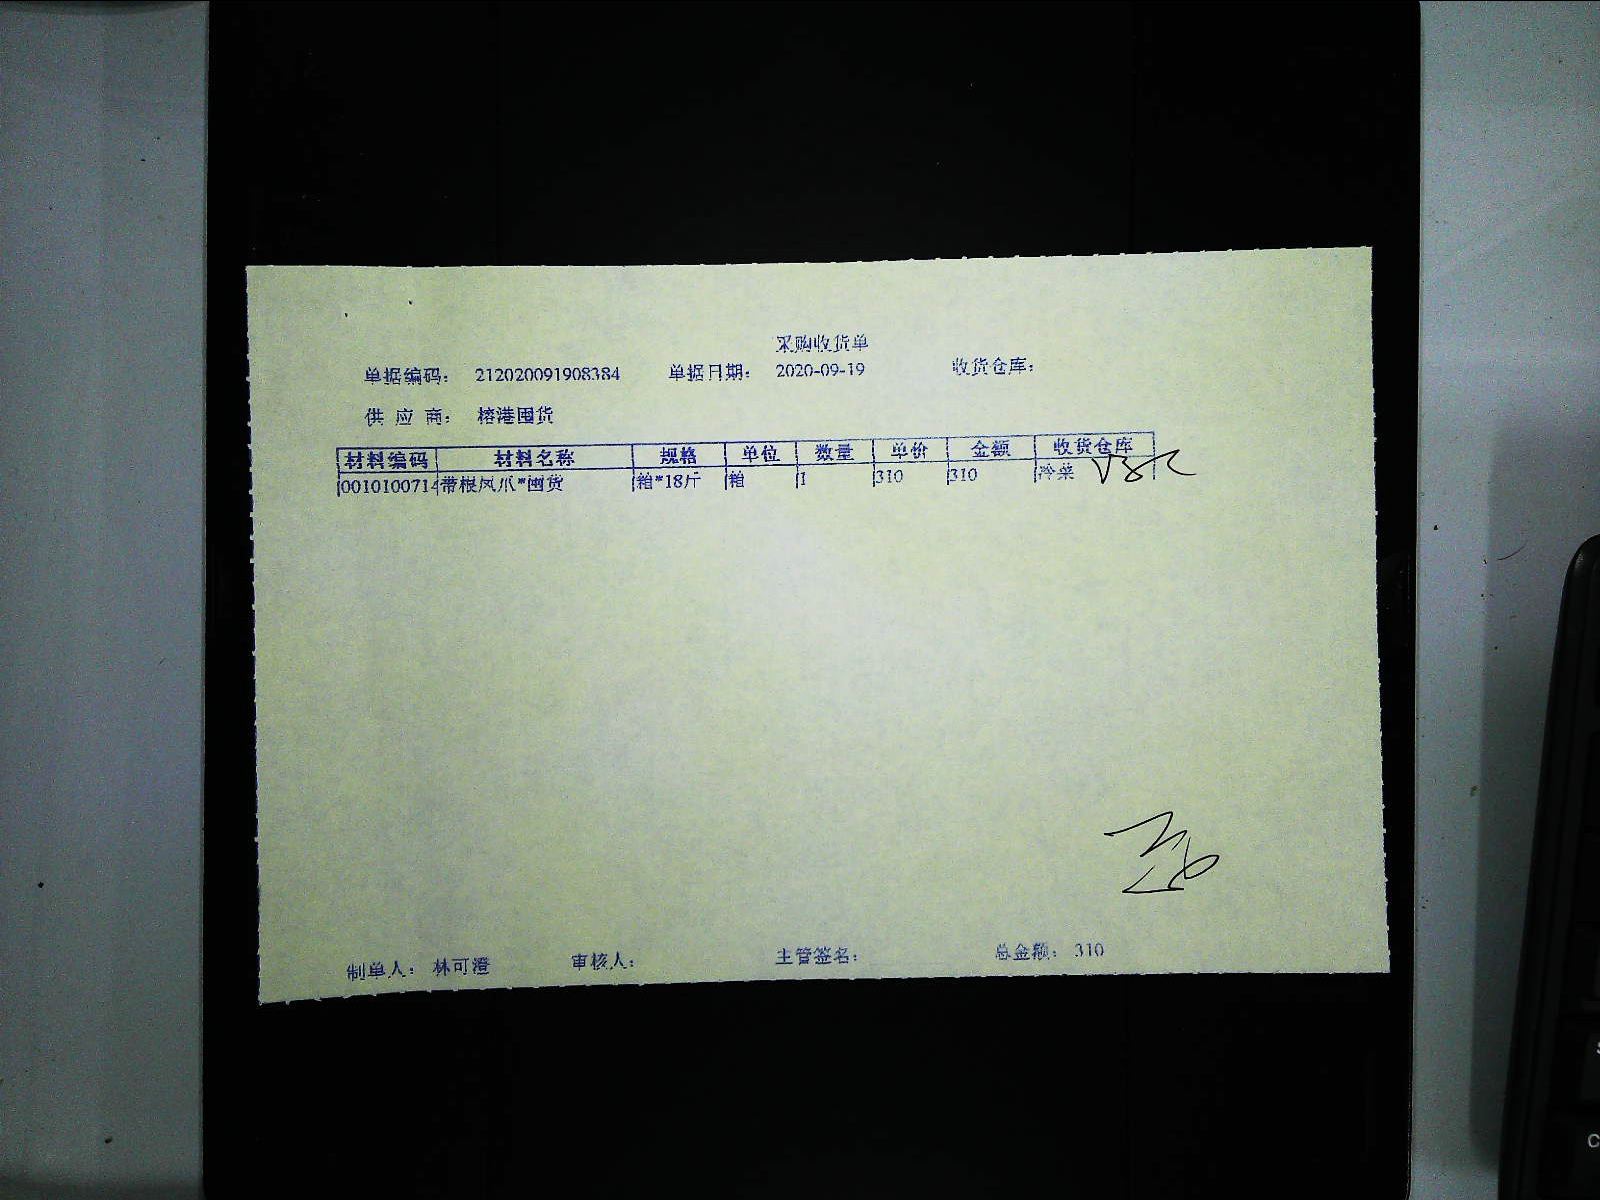 采购收货单
单据编码： 212020091908384 单据日期： 2020-09-19 收货仓库：
供 应 商： 榕港囤货
材料编码 材料名称 规格 单位 数量 单价 金额 收货仓库
0010100714 带根凤爪*囤货 箱*18斤 箱 1 310 310 冷菜
制单人： 林可澄 审核人： 主管签名： 总金额： 310